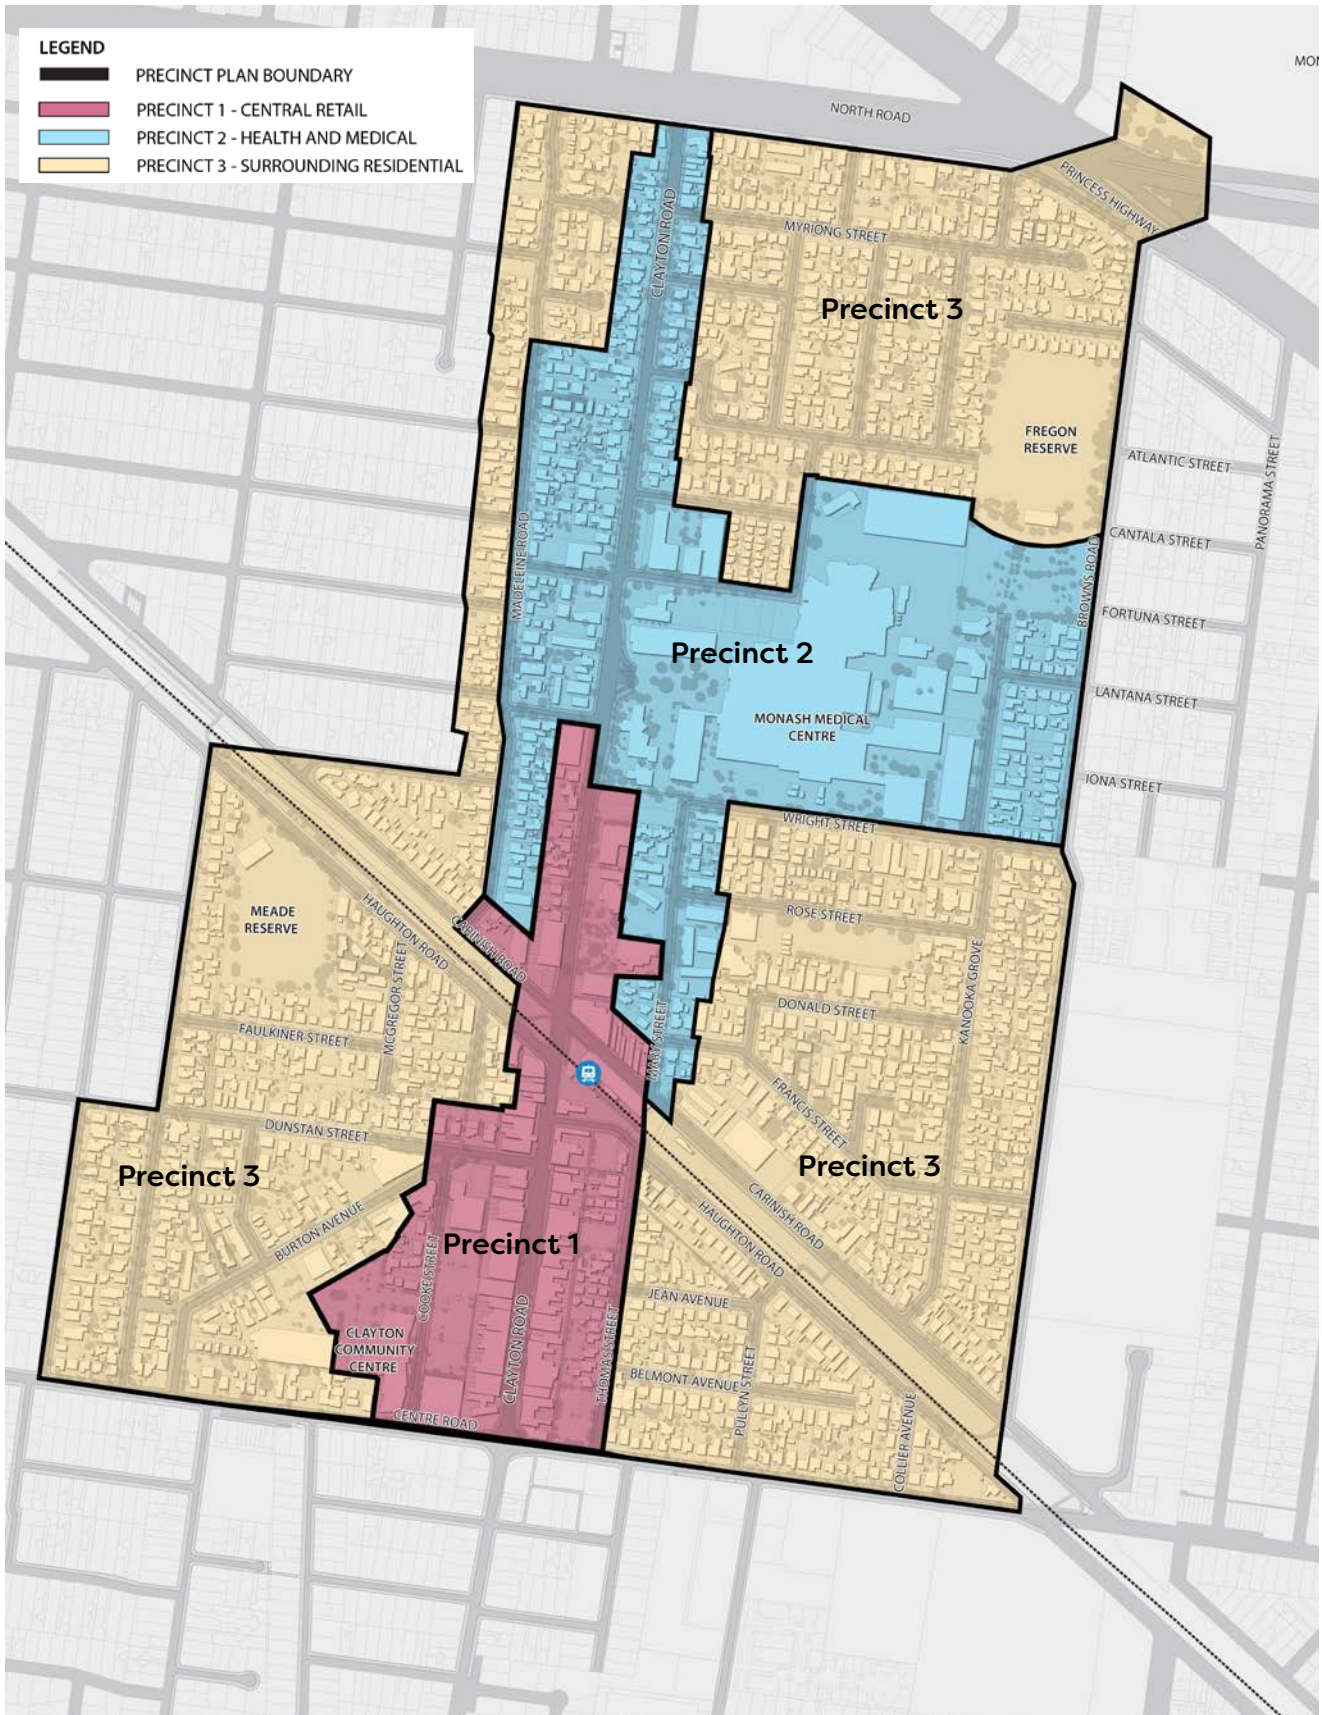 LEGEND
PRECINCT PLAN BOUNDARY
PRECINCT 1 - CENTRAL RETAIL
PRECINCT 2 - HEALTH AND MEDICAL
PRECINCT 3 - SURROUNDING RESIDENTIAL
MON
NORTH ROAD
PRINCESS HIGHWAY
CLAYTON ROAD
MYRIONG STREET
Precinct 3
FREGON
RESERVE
ATLANTIC STREET
PANORAMA STREET
CANTALA STREET
MADELEINE ROAD
BROWNS ROAD
FORTUNA STREET
Precinct 2
LANTANA STREET
MONASH MEDICAL
CENTRE
IONA STREET
WRIGHT STREET
MEADE
RESERVE
HAUGHTON ROAD
CARINISH ROAD
ROSE STREET
KANOOKA GROVE
MCGREGOR STREET
DONALD STREET
FAULKINER STREET
MARY STREET
FRANCIS STREET
DUNSTAN STREET
Precinct 3
Precinct 3
BURTON AVENUE
CARINISH ROAD
HAUGHTON ROAD
Precinct 1
COOKE STREET
JEAN AVENUE
CLAYTON
COMMUNITY
CENTRE
CLAYTON ROAD
THOMAS STREET
BELMONT AVENUE
PULLYN STREET
COLLIER AVENUE
CENTRE ROAD